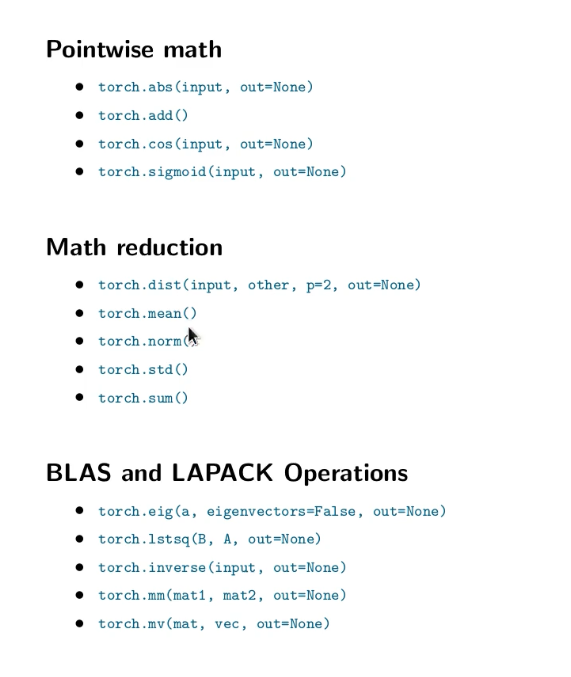 Pointwise math
• torch.abs(input, out=None)
• torch.add()
• torch.cos(input, out=None)
• torch.sigmoid(input, out=None)
Math reduction
• torch.dist(input, other, p=2, out=None)
• torch.mean()
• torch.norm()
• torch.std()
• torch.sum()
BLAS and LAPACK Operations
• torch.eig(a, eigenvectors=False, out=None)
• torch.lstsq(B, A, out=None)
• torch.inverse(input, out=None)
• torch.mm(mat1, mat2, out=None)
• torch.mv(mat, vec, out=None)